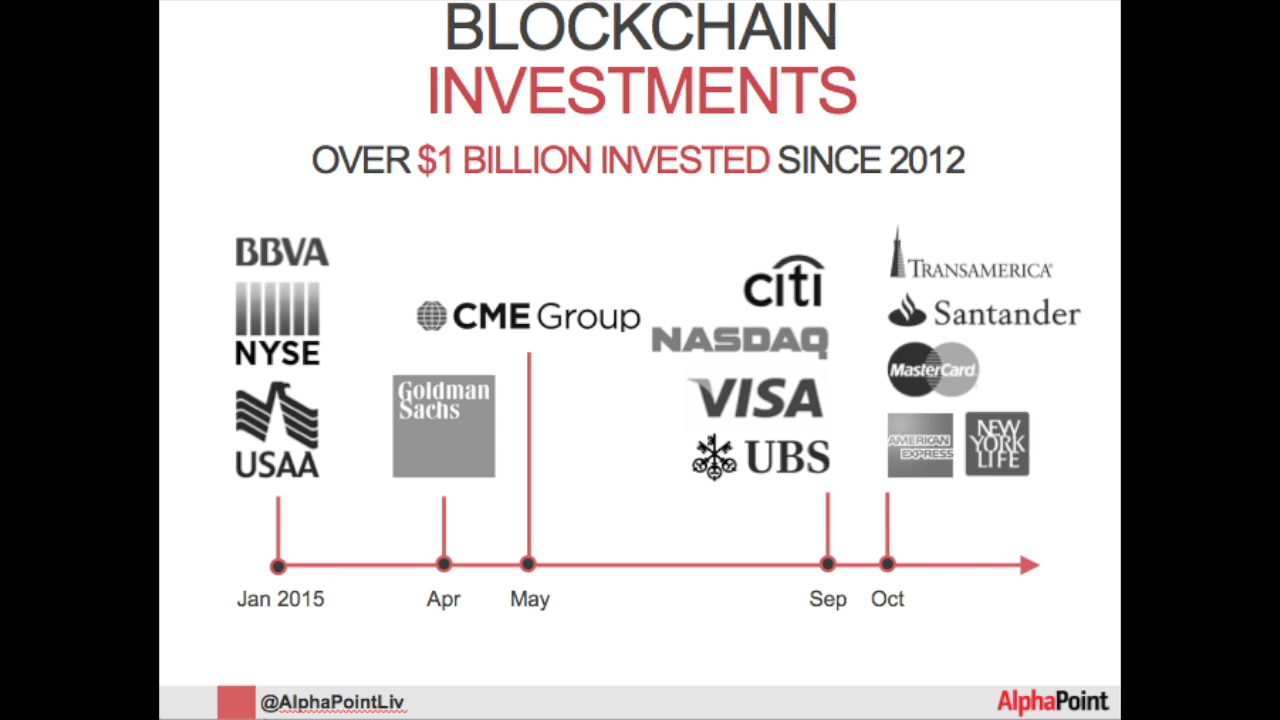 BLOCKCHAIN
INVESTMENTS
OVER $1 BILLION INVESTED SINCE 2012
BBVA
NYSE
USAA
Goldman
Sachs
CME Group
citi
NASDAQ
VISA
UBS
TRANSAMERICA
Santander
MasterCard
AMERICAN
EXPRESS
NEW
YORK
LIFE
Jan 2015
Apr
May
Sep
Oct
@AlphaPointLiv
AlphaPoint